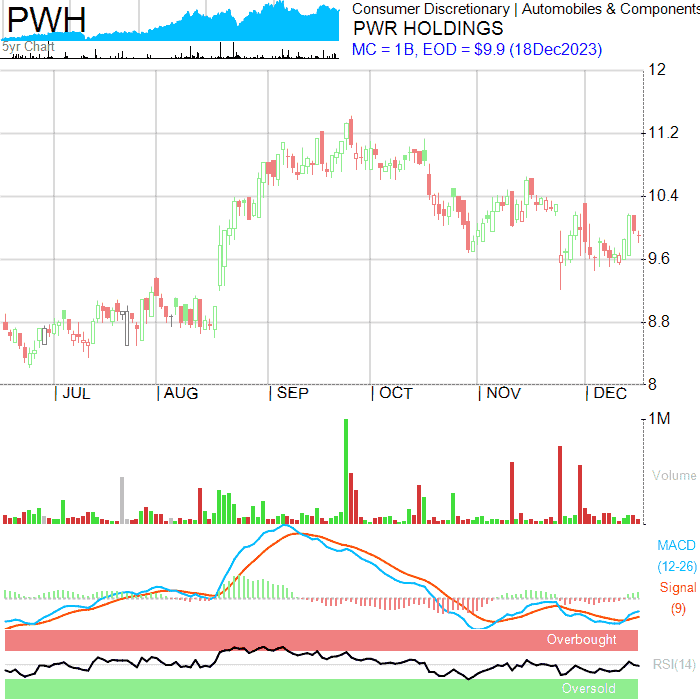 PWH
5yr Chart
Consumer Discretionary | Automobiles & Components
PWR HOLDINGS
MC = 1B, EOD = $9.9 (18Dec2023)
12
11.2
10.4
9.6
8.8
8
JUL AUG SEP OCT NOV DEC
1M
Volume
MACD
(12-26)
Signal
(9)
Overbought
RSI(14)
Oversold